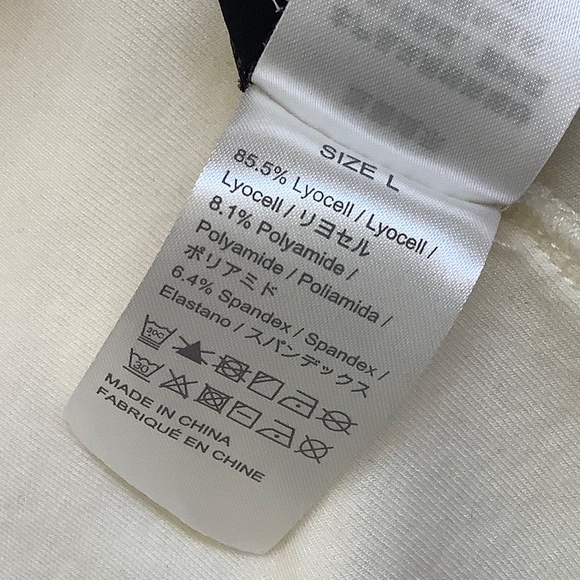 SIZE L
85.5% Lyocell / Lyocell /
Lyocell / リヨセル
8.1% Polyamide /
Polyamide / Poliamida /
ポリアミド
6.4% Spandex / Spandex /
Elastano / スパンデックス
30C
30
MADE IN CHINA
FABRIQUÉ EN CHINE